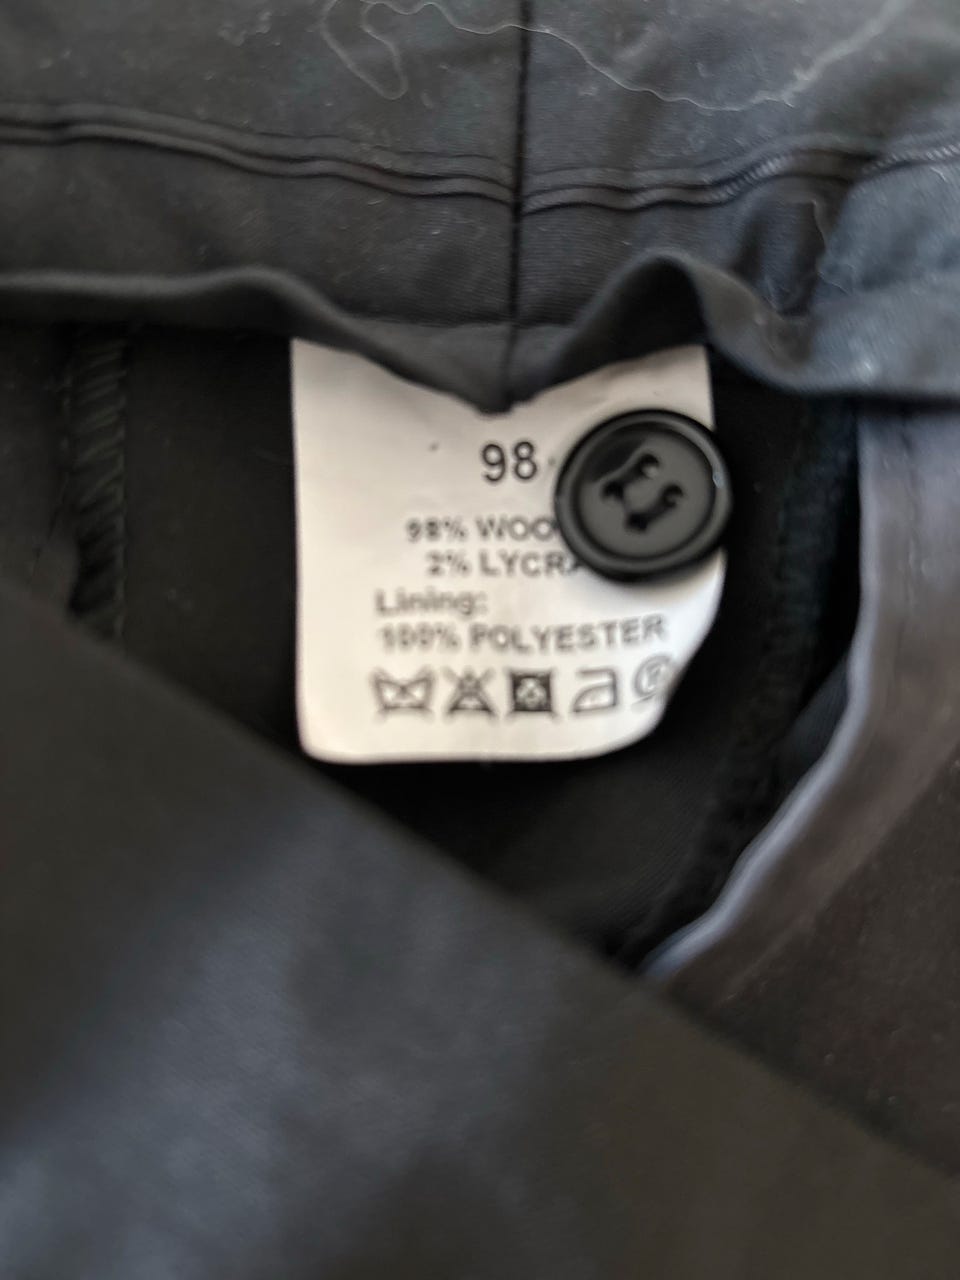 98
98% WOO
2% LYCRA
Lining:
100% POLYESTER
P